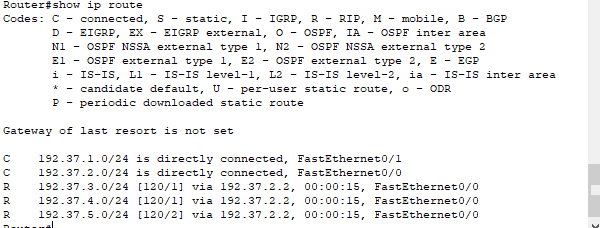 Router#show ip route
Codes: C - connected, S - static, I - IGRP, R - RIP, M - mobile, B - BGP
D - EIGRP, EX - EIGRP external, O - OSPF, IA - OSPF inter area
N1 - OSPF NSSA external type 1, N2 - OSPF NSSA external type 2
E1 - OSPF external type 1, E2 - OSPF external type 2, E - EGP
i - IS-IS, L1 - IS-IS level-1, L2 - IS-IS level-2, ia - IS-IS inter area
* - candidate default, U - per-user static route, o - ODR
P - periodic downloaded static route
Gateway of last resort is not set
C 192.37.1.0/24 is directly connected, FastEthernet0/1
C 192.37.2.0/24 is directly connected, FastEthernet0/0
R 192.37.3.0/24 [120/1] via 192.37.2.2, 00:00:15, FastEthernet0/0
R 192.37.4.0/24 [120/1] via 192.37.2.2, 00:00:15, FastEthernet0/0
R 192.37.5.0/24 [120/2] via 192.37.2.2, 00:00:15, FastEthernet0/0
Router#